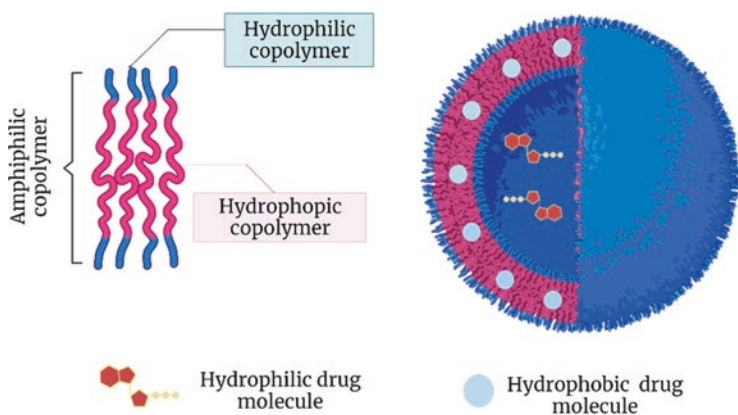 Hydrophilic
copolymer
Amphiphilic
copolymer
Hydrophopic
copolymer
Hydrophilic drug
molecule
Hydrophobic drug
molecule